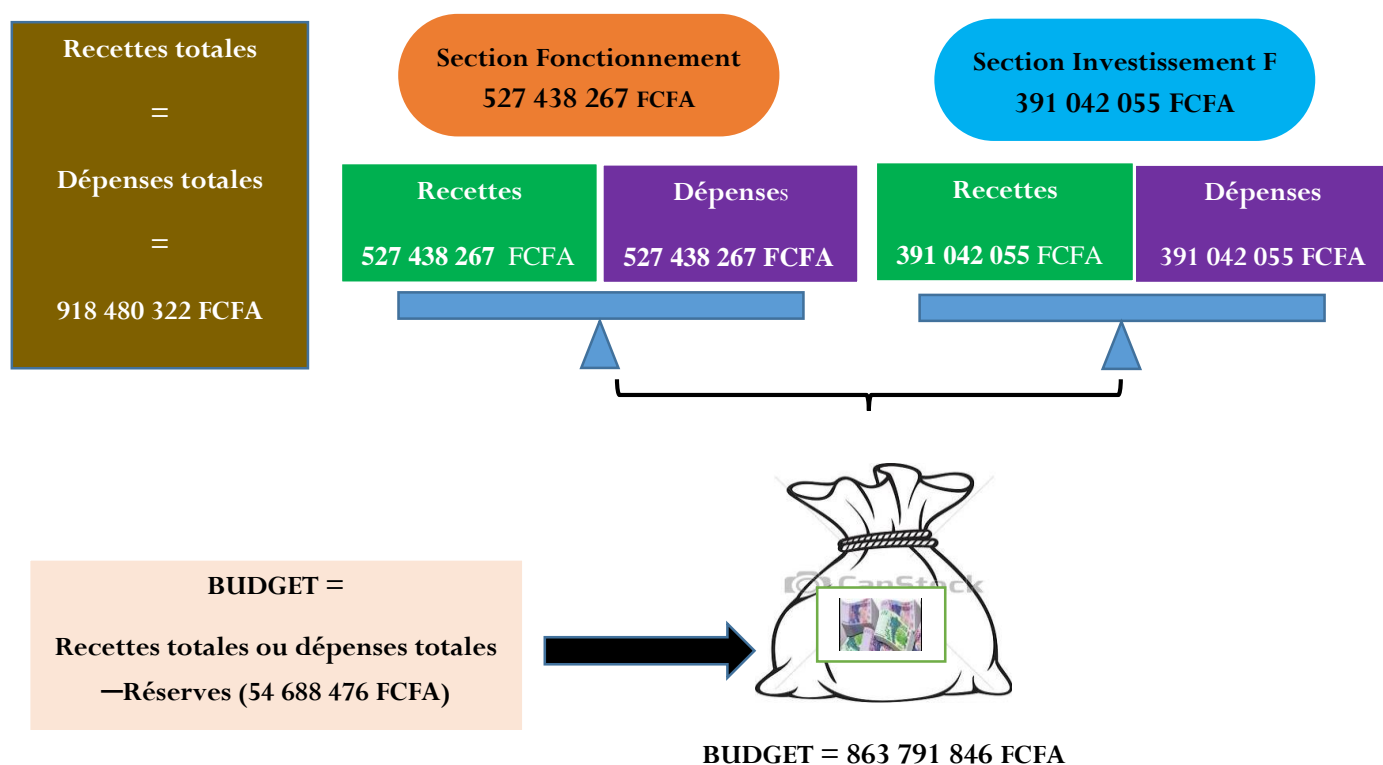 Recettes totales
=
Dépenses totales
=
918 480 322 FCFA
Section Fonctionnement
527 438 267 FCFA
Section Investissement F
391 042 055 FCFA
Recettes
527 438 267 FCFA
Dépenses
527 438 267 FCFA
Recettes
391 042 055 FCFA
Dépenses
391 042 055 FCFA
CanStock
BUDGET =
Recettes totales ou dépenses totales
—Réserves (54 688 476 FCFA)
BUDGET = 863 791 846 FCFA